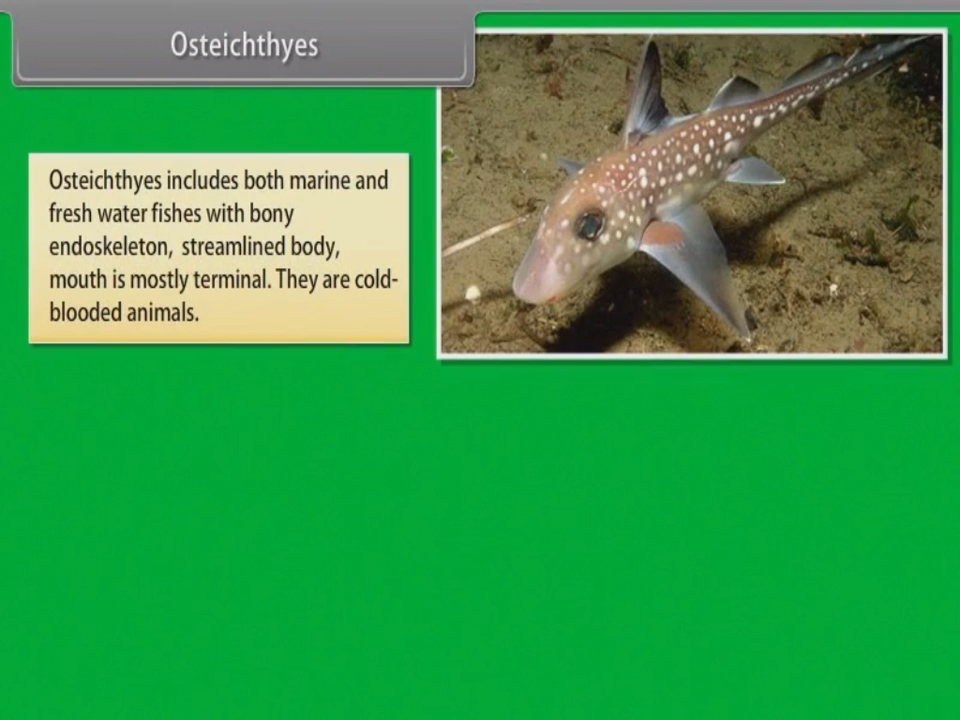 Osteichthyes
Osteichthyes includes both marine and
fresh water fishes with bony
endoskeleton, streamlined body,
mouth is mostly terminal. They are cold-
blooded animals.